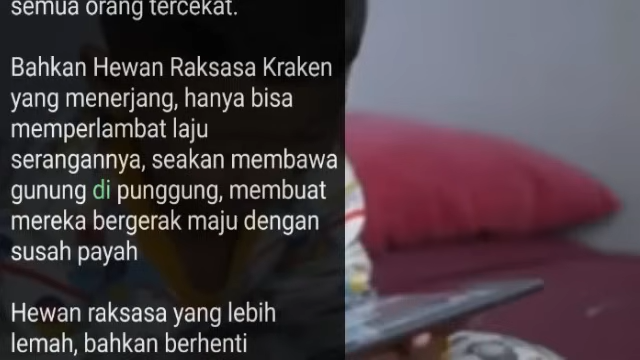 semua orang tercekat.
Bahkan Hewan Raksasa Kraken
yang menerjang, hanya bisa
memperlambat laju
serangannya, seakan membawa
gunung di punggung, membuat
mereka bergerak maju dengan
susah payah
Hewan raksasa yang lebih
lemah, bahkan berhenti